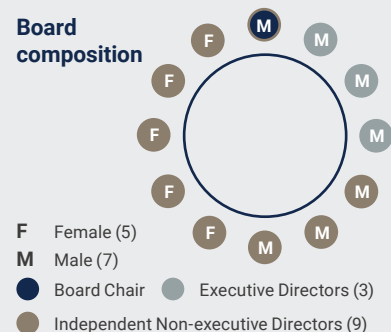 Board
composition
M
M
M
M
M
M
M
F
F
F
F
F
F Female (5)
M Male (7)
Board Chair Executive Directors (3)
Independent Non-executive Directors (9)